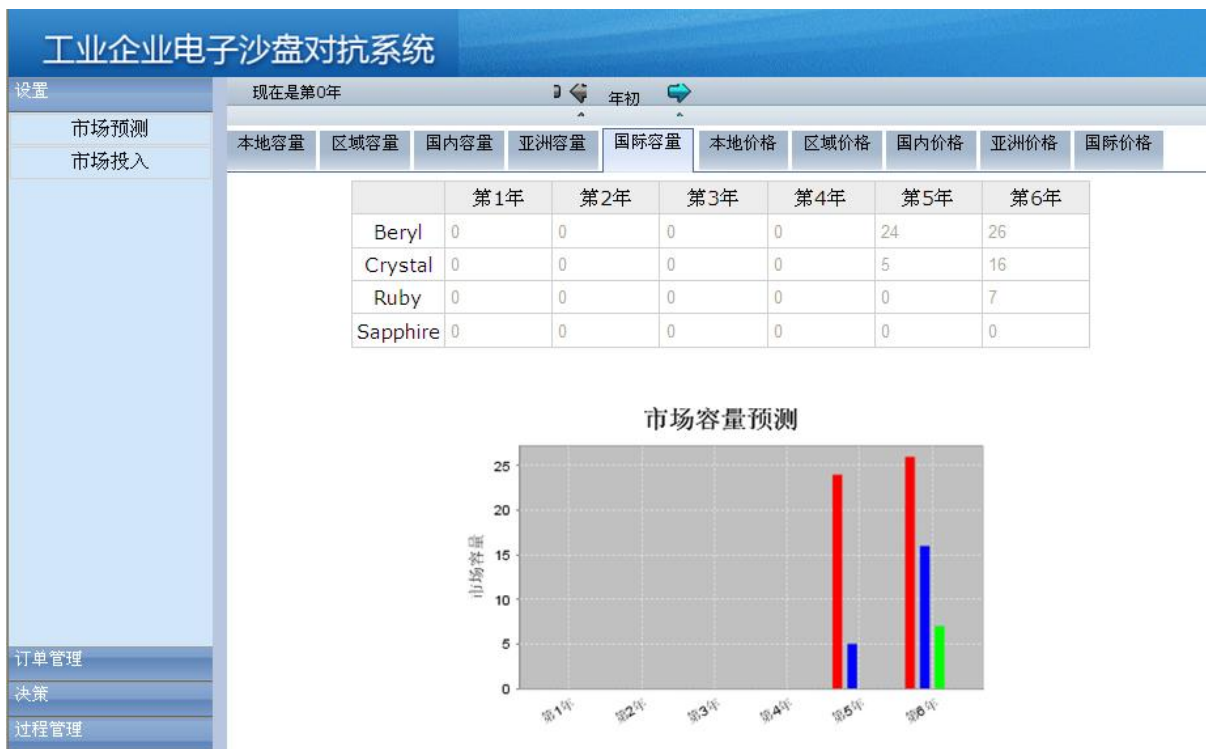 工业企业电子沙盘对抗系统
设置
现在是第0年 年初
市场预测
市场投入
本地容量 区域容量 国内容量 亚洲容量 国际容量 本地价格 区域价格 国内价格 亚洲价格 国际价格
第1年 第2年 第3年 第4年 第5年 第6年
Beryl 0 0 0 0 24 26
Crystal 0 0 0 0 5 16
Ruby 0 0 0 0 0 7
Sapphire 0 0 0 0 0 0
市场容量预测
25
20
15
10
5
0
市场容量
第1年 第2年 第3年 第4年 第5年 第6年
订单管理
决策
过程管理